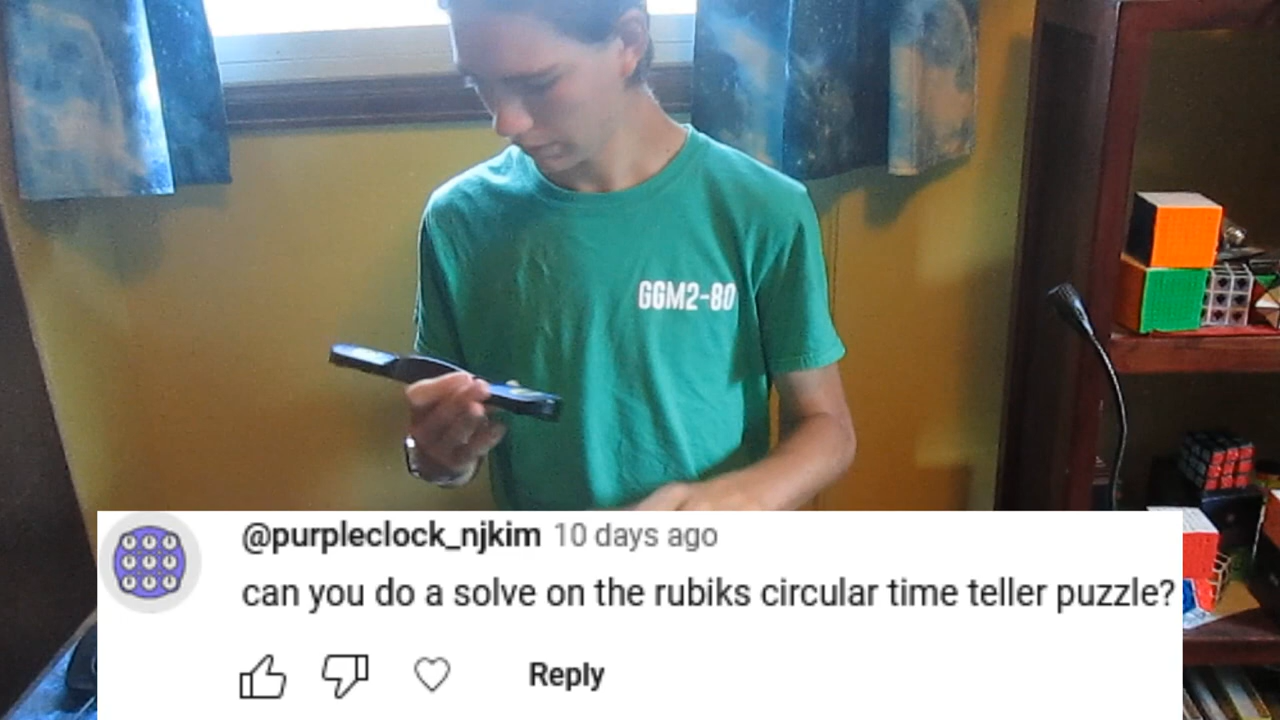 GGM2-80
@purpleclock_njkim 10 days ago
can you do a solve on the rubiks circular time teller puzzle?
Reply